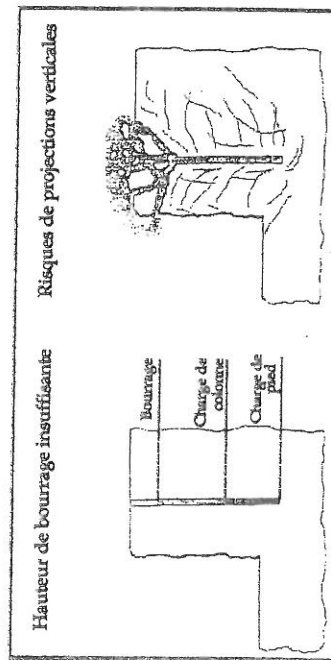 Hauteur de bourrage insuffisante
Bourrage
Charge de
colonne
Charge de
pied
Risques de projections verticales